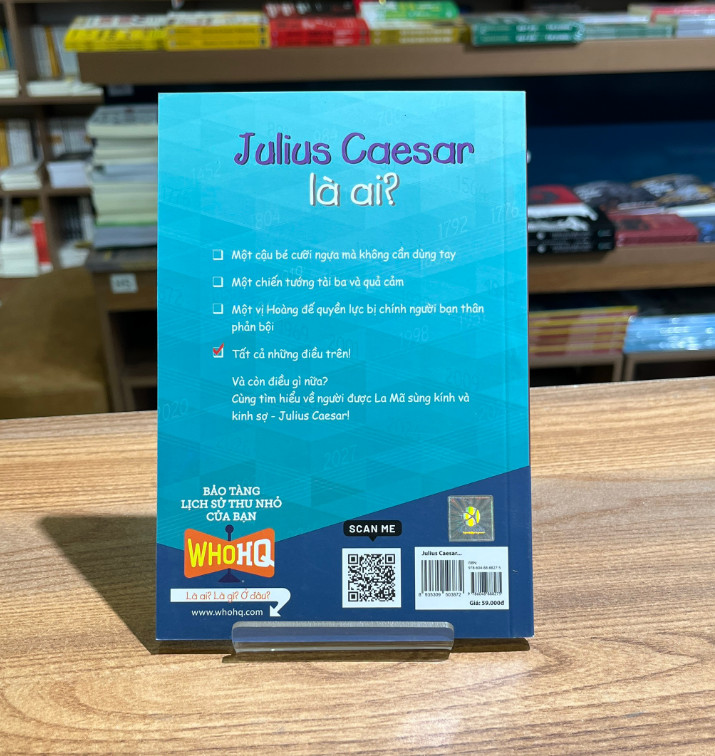 Julius Caesar
là ai?
Một cậu bé cưỡi ngựa mà không cần dùng tay
Một chiến tướng tài ba và quả cảm
Một vị Hoàng đế quyền lực bị chính người bạn thân
phản bội
Tất cả những điều trên!
Và còn điều gì nữa?
Cùng tìm hiểu về người được La Mã sùng kính và
kinh sợ - Julius Caesar!
BẢO TÀNG
LỊCH SỬ THU NHỎ
CỦA BẠN
WHOHQ
Là ai? Là gì? Ở đâu?
www.whohq.com
SCAN ME
Julius Caesar...
ISBN:
Giá: 59.000đ
1792
1776